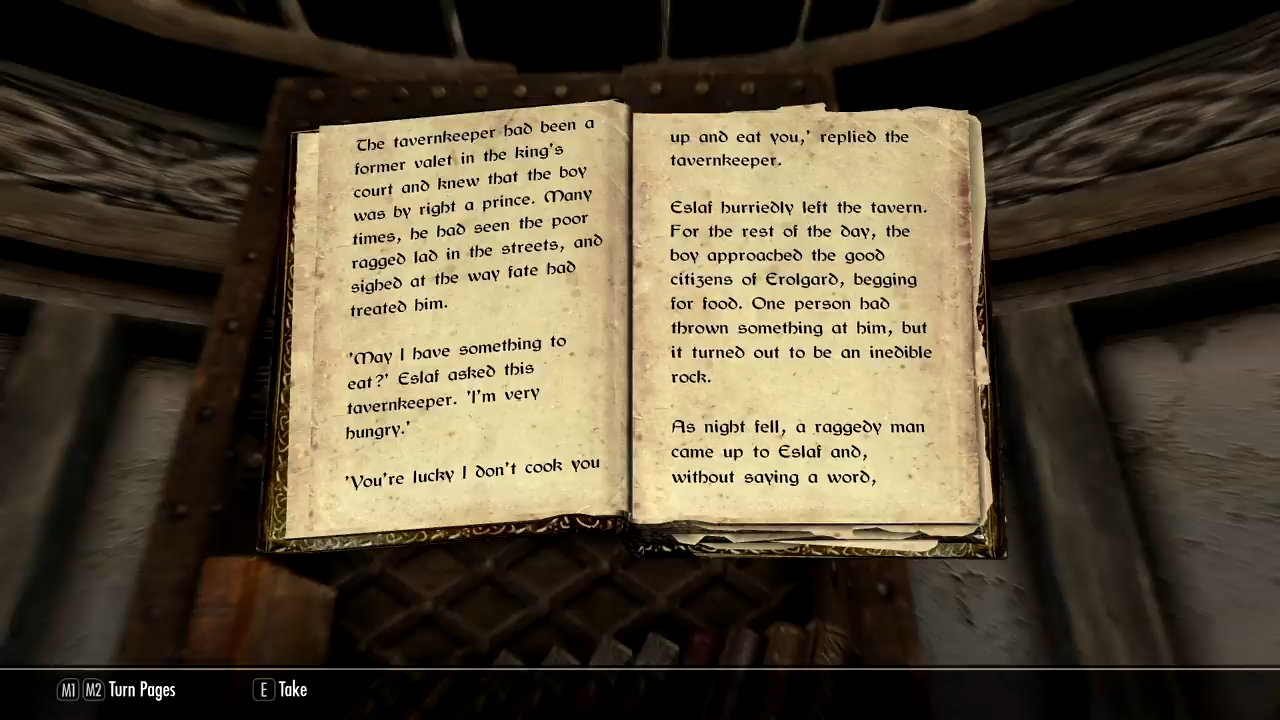 The tavernkeeper had been a
former valet in the king's
court and knew that the boy
was by right a prince. Many
times, he had seen the poor
ragged lad in the streets, and
sighed at the way fate had
treated him.
'May I have something to
eat?' Eslaf asked this
tavernkeeper. 'I'm very
hungry.'
'You're lucky I don't cook you
up and eat you,' replied the
tavernkeeper.
Eslaf hurriedly left the tavern.
For the rest of the day, the
boy approached the good
citizens of Erolgard, begging
for food. One person had
thrown something at him, but
it turned out to be an inedible
rock.
As night fell, a raggedy man
came up to Eslaf and,
without saying a word,
M1 M2 Turn Pages
E Take